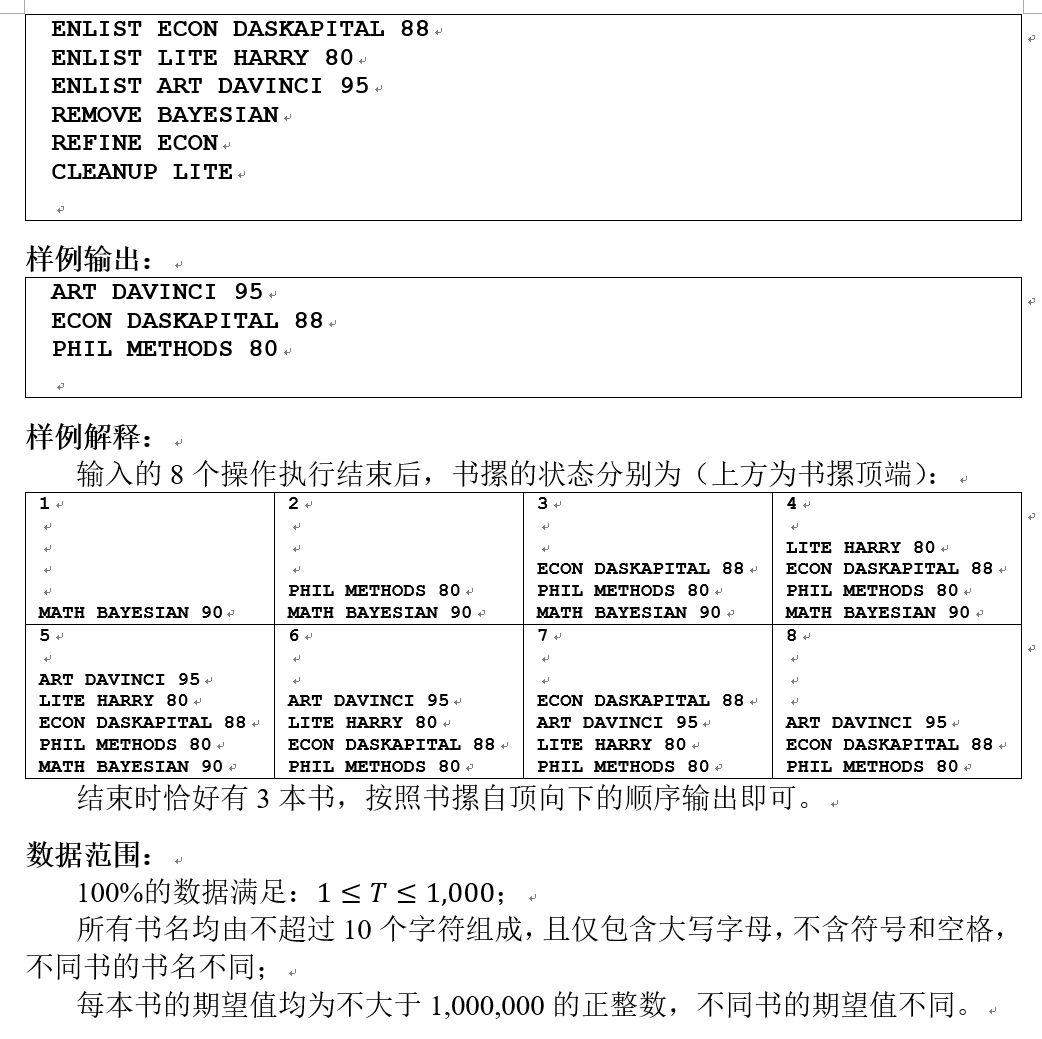 ENLIST ECON DASKAPITAL 88
ENLIST LITE HARRY 80
ENLIST ART DAVINCI 95
REMOVE BAYESIAN
REFINE ECON
CLEANUP LITE
样例输出：
ART DAVINCI 95
ECON DASKAPITAL 88
PHIL METHODS 80
样例解释：
输入的 8 个操作执行结束后，书摞的状态分别为（上方为书摞顶端）：
1
MATH BAYESIAN 90
2
PHIL METHODS 80
MATH BAYESIAN 90
3
ECON DASKAPITAL 88
PHIL METHODS 80
MATH BAYESIAN 90
4
LITE HARRY 80
ECON DASKAPITAL 88
PHIL METHODS 80
MATH BAYESIAN 90
5
ART DAVINCI 95
LITE HARRY 80
ECON DASKAPITAL 88
PHIL METHODS 80
MATH BAYESIAN 90
6
ART DAVINCI 95
LITE HARRY 80
ECON DASKAPITAL 88
PHIL METHODS 80
7
ECON DASKAPITAL 88
ART DAVINCI 95
LITE HARRY 80
PHIL METHODS 80
8
ART DAVINCI 95
ECON DASKAPITAL 88
PHIL METHODS 80
结束时恰好有 3 本书，按照书摞自顶向下的顺序输出即可。
数据范围：
100%的数据满足：1 ≤ T ≤ 1,000；
所有书名均由不超过 10 个字符组成，且仅包含大写字母，不含符号和空格，
不同书的书名不同；
每本书的期望值均为不大于 1,000,000 的正整数，不同书的期望值不同。